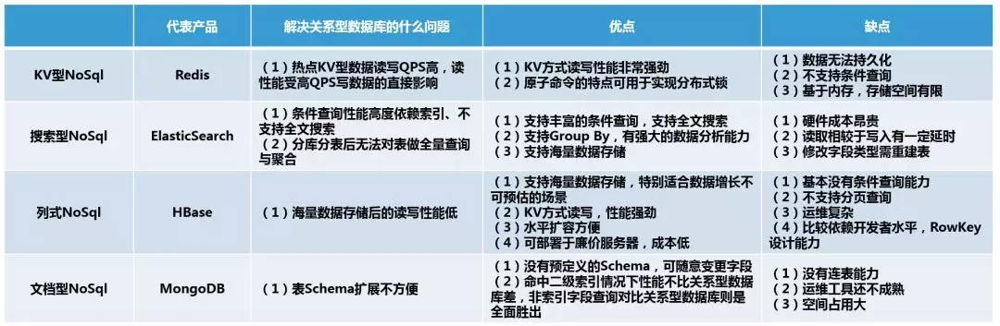 代表产品
解决关系型数据库的什么问题
优点
缺点
KV型NoSql
Redis
（1）热点KV型数据读写QPS高，读
性能受高QPS写数据的直接影响
（1）KV方式读写性能非常强劲
（2）原子命令的特点可用于实现分布式锁
（1）数据无法持久化
（2）不支持条件查询
（3）基于内存，存储空间有限
搜索型NoSql
ElasticSearch
（1）条件查询性能高度依赖索引、不
支持全文搜索
（2）分库分表后无法对表做全量查询
与聚合
（1）支持丰富的条件查询，支持全文搜索
（2）支持Group By，有强大的数据分析能力
（3）支持海量数据存储
（1）硬件成本昂贵
（2）读取相较于写入有一定延时
（3）修改字段类型需重建表
列式NoSql
HBase
（1）海量数据存储后的读写性能低
（1）支持海量数据存储，特别适合数据增长不
可预估的场景
（2）KV方式读写，性能强劲
（3）水平扩容方便
（4）可部署于廉价服务器，成本低
（1）基本没有条件查询能力
（2）不支持分页查询
（3）运维复杂
（4）比较依赖开发者水平，RowKey
设计能力
文档型NoSql
MongoDB
（1）表Schema扩展不方便
（1）没有预定义的Schema，可随意变更字段
（2）命中二级索引情况下性能不比关系型数据
库差，非索引字段查询对比关系型数据库则是
全面胜出
（1）没有连表能力
（2）运维工具还不成熟
（3）空间占用大